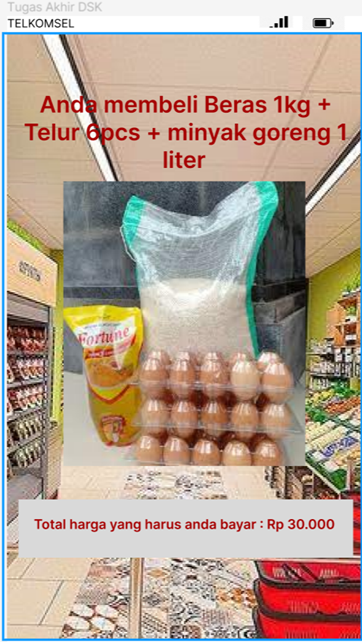 Tugas Akhir DSK
TELKOMSEL
Anda membeli Beras 1kg +
Telur 6pcs + minyak goreng 1
liter
Fortune
Total harga yang harus anda bayar : Rp 30.000